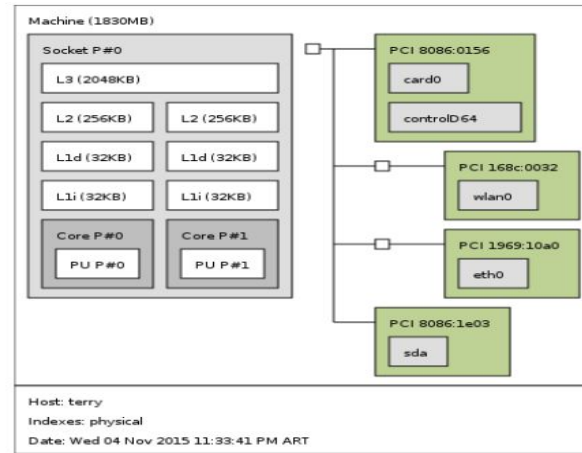 Machine (1830MB)
Socket P#0
L3 (2048KB)
L2 (256KB)
L2 (256KB)
L1d (32KB)
L1d (32KB)
L1i (32KB)
L1i (32KB)
Core P#0
PU P#0
Core P#1
PU P#1
PCI 8086:0156
card0
controlD64
PCI 168c:0032
wlan0
PCI 1969:10a0
eth0
PCI 8086:1e03
sda
Host: terry
Indexes: physical
Date: Wed 04 Nov 2015 11:33:41 PM ART